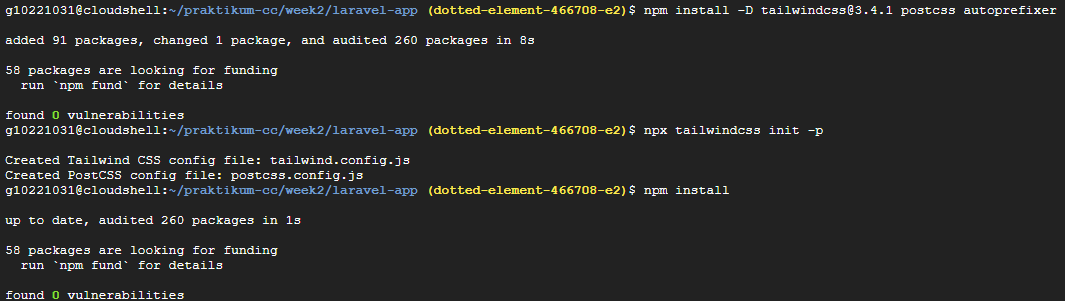 g10221031@cloudshell:~/praktikum-cc/week2/laravel-app (dotted-element-466708-e2)$ npm install -D tailwindcss@3.4.1 postcss autoprefixer
added 91 packages, changed 1 package, and audited 260 packages in 8s
58 packages are looking for funding
  run `npm fund` for details
found 0 vulnerabilities
g10221031@cloudshell:~/praktikum-cc/week2/laravel-app (dotted-element-466708-e2)$ npx tailwindcss init -p
Created Tailwind CSS config file: tailwind.config.js
Created PostCSS config file: postcss.config.js
g10221031@cloudshell:~/praktikum-cc/week2/laravel-app (dotted-element-466708-e2)$ npm install
up to date, audited 260 packages in 1s
58 packages are looking for funding
  run `npm fund` for details
found 0 vulnerabilities